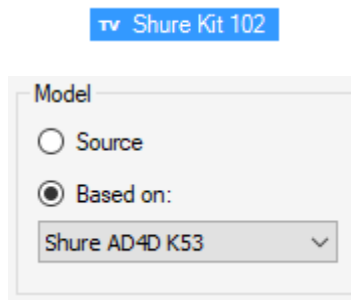 TV Shure Kit 102
Model
Source
Based on:
Shure AD4D K53